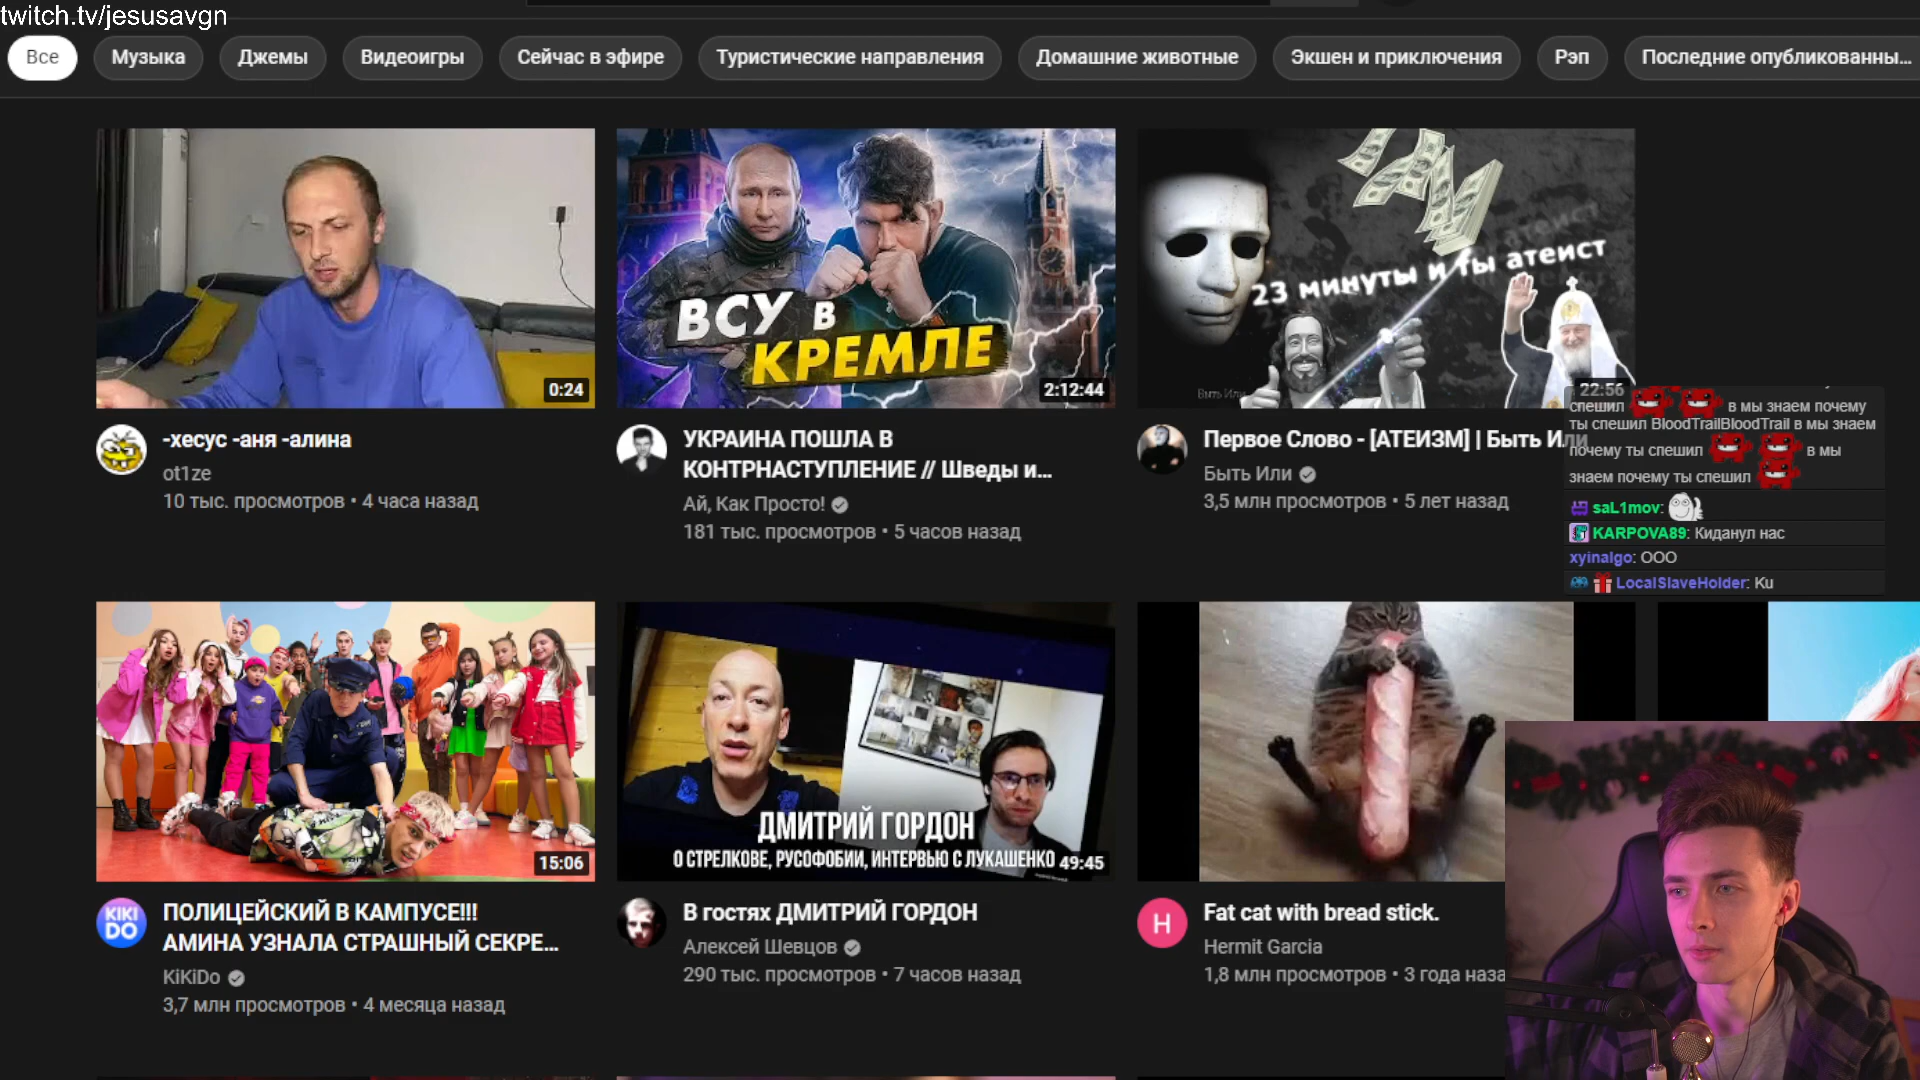 twitch.tv/jesusavgn
Все
Музыка
Джемы
Видеоигры
Сейчас в эфире
Туристические направления
Домашние животные
Экшен и приключения
Рэп
Последние опубликованны...
0:24
ВСУ В
КРЕМЛЕ
2:12:44
23 минуты и ты атеист
22:56
-хесус -аня -алина
ot1ze
10 тыс. просмотров • 4 часа назад
УКРАИНА ПОШЛА В
КОНТРНАСТУПЛЕНИЕ // Шведы и...
Ай, Как Просто!
181 тыс. просмотров • 5 часов назад
Первое Слово - [АТЕИЗМ] | Быть Или
Быть Или
3,5 млн просмотров • 5 лет назад
спешил в мы знаем почему
ты спешил BloodTrailBloodTrail в мы знаем
почему ты спешил в мы
знаем почему ты спешил
saL1mov:
KARPOVA89: Киданул нас
xyinalgo: ООО
LocalSlaveHolder: Ku
15:06
ДМИТРИЙ ГОРДОН
О СТРЕЛКОВЕ, РУСОФОБИИ, ИНТЕРВЬЮ С ЛУКАШЕНКО
49:45
KIKI
DO
ПОЛИЦЕЙСКИЙ В КАМПУСЕ!!!
АМИНА УЗНАЛА СТРАШНЫЙ СЕКРЕ...
KiKiDo
3,7 млн просмотров • 4 месяца назад
В гостях ДМИТРИЙ ГОРДОН
Алексей Шевцов
290 тыс. просмотров • 7 часов назад
H
Fat cat with bread stick.
Hermit Garcia
1,8 млн просмотров • 3 года наза